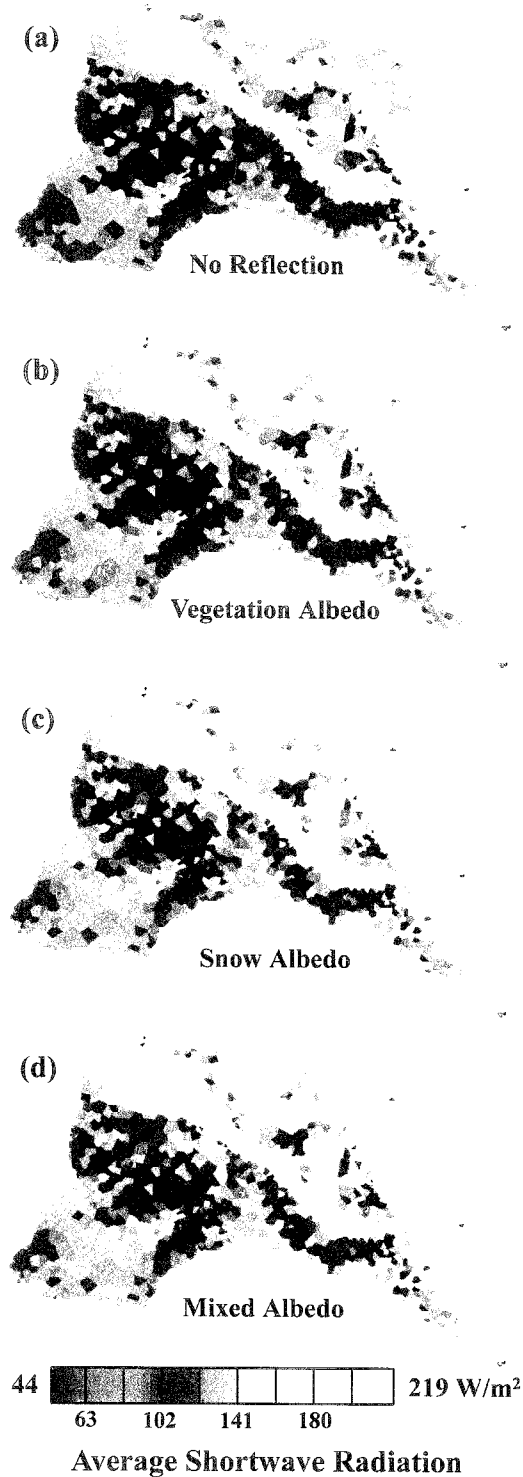 (a)
No Reflection
(b)
Vegetation Albedo
(c)
Snow Albedo
(d)
Mixed Albedo
44 219 W/m²
63 102 141 180
Average Shortwave Radiation